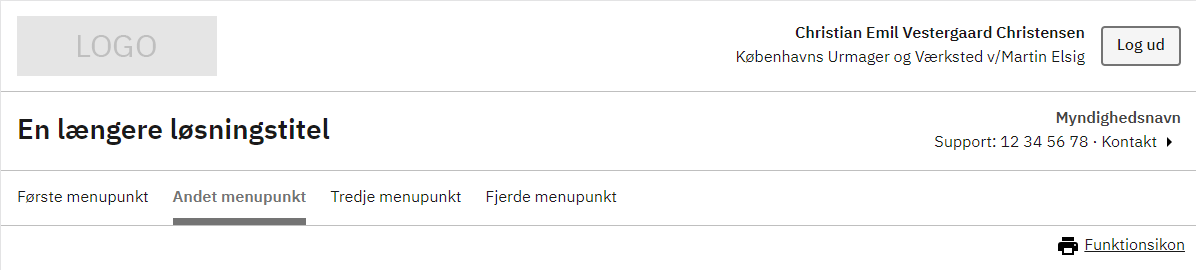 LOGO
Christian Emil Vestergaard Christensen
Københavns Urmager og Værksted v/Martin Elsig
Log ud
En længere løsningstitel
Myndighedsnavn
Support: 12 34 56 78 · Kontakt
Første menupunkt Andet menupunkt Tredje menupunkt Fjerde menupunkt
Funktionsikon